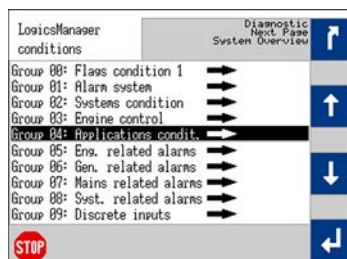 LogicsManager
conditions
Diagnostic
Next Page
System Overview
Group 00: Flags condition 1
Group 01: Alarm system
Group 02: Systems condition
Group 03: Engine control
Group 04: Applications condit.
Group 05: Eng. related alarms
Group 06: Gen. related alarms
Group 07: Mains related alarms
Group 08: Syst. related alarms
Group 09: Discrete inputs
STOP